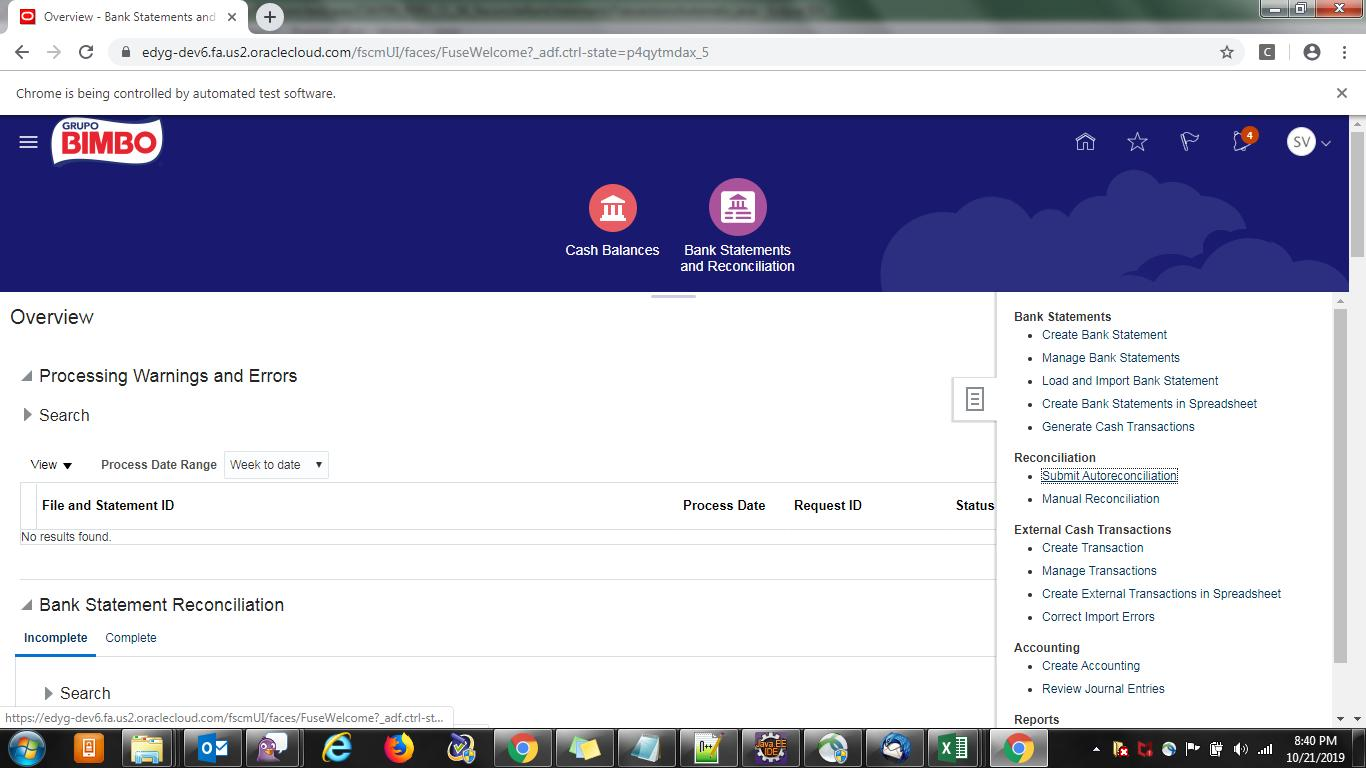 Overview - Bank Statements and
edyg-dev6.fa.us2.oraclecloud.com/fscmUI/faces/FuseWelcome?_adf.ctrl-state=p4qytmdax_5
C
Chrome is being controlled by automated test software.
GRUPO
BIMBO
4
SV
Cash Balances
Bank Statements
and Reconciliation
Overview
Processing Warnings and Errors
Search
View
Process Date Range
Week to date
File and Statement ID
Process Date
Request ID
Status
No results found.
Bank Statement Reconciliation
Incomplete
Complete
Search
https://edyg-dev6.fa.us2.oraclecloud.com/fscmUI/faces/FuseWelcome?_adf.ctrl-st...
Bank Statements
Create Bank Statement
Manage Bank Statements
Load and Import Bank Statement
Create Bank Statements in Spreadsheet
Generate Cash Transactions
Reconciliation
Submit Autoreconciliation
Manual Reconciliation
External Cash Transactions
Create Transaction
Manage Transactions
Create External Transactions in Spreadsheet
Correct Import Errors
Accounting
Create Accounting
Review Journal Entries
Reports
Java EE
IDE
8:40 PM
10/21/2019